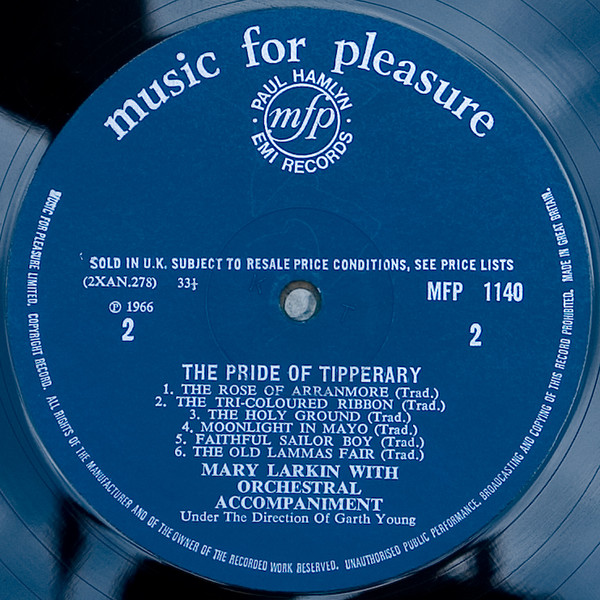 music for pleasure
PAUL HAMLYN
mfp
EMI RECORDS
SOLD IN U.K. SUBJECT TO RESALE PRICE CONDITIONS, SEE PRICE LISTS
(2XAN.278) 33⅓
MFP 1140
℗ 1966
2
2
THE PRIDE OF TIPPERARY
1. THE ROSE OF ARRANMORE (Trad.)
2. THE TRI-COLOURED RIBBON (Trad.)
3. THE HOLY GROUND (Trad.)
4. MOONLIGHT IN MAYO (Trad.)
5. FAITHFUL SAILOR BOY (Trad.)
6. THE OLD LAMMAS FAIR (Trad.)
MARY LARKIN WITH
ORCHESTRAL
ACCOMPANIMENT
Under The Direction Of Garth Young
MUSIC FOR PLEASURE LIMITED. COPYRIGHT RECORD. ALL RIGHTS OF THE MANUFACTURER AND OF THE OWNER OF THE RECORDED WORK RESERVED. UNAUTHORISED PUBLIC PERFORMANCE, BROADCASTING AND COPYING OF THIS RECORD PROHIBITED. MADE IN GREAT BRITAIN.